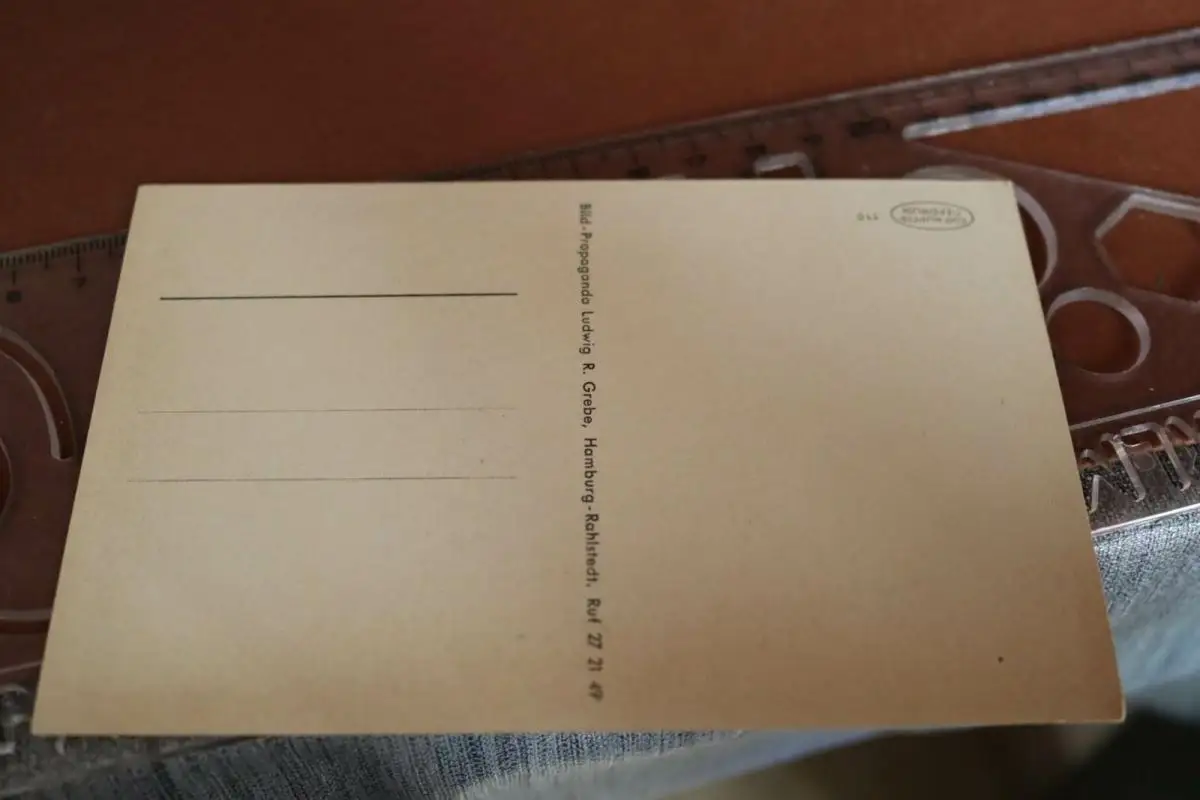 Bild-Propaganda Ludwig R. Grebe, Hamburg-Rahlstedt, Ruf 27 21 49